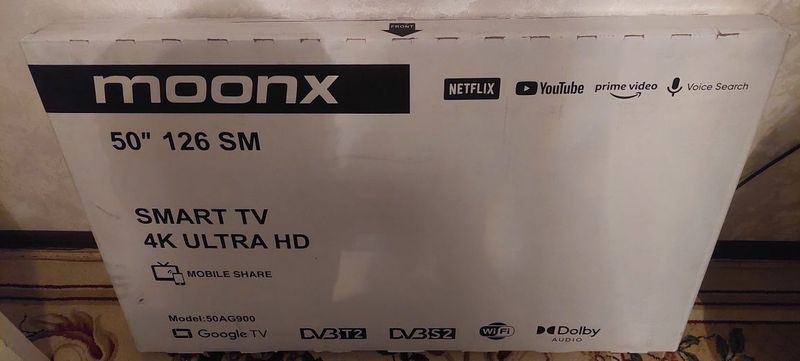 FRONT
moonx
NETFLIX YouTube prime video Voice Search
50" 126 SM
SMART TV
4K ULTRA HD
MOBILE SHARE
Model:50AG900
Google TV DVB T2 DVB S2 WiFi Dolby
AUDIO